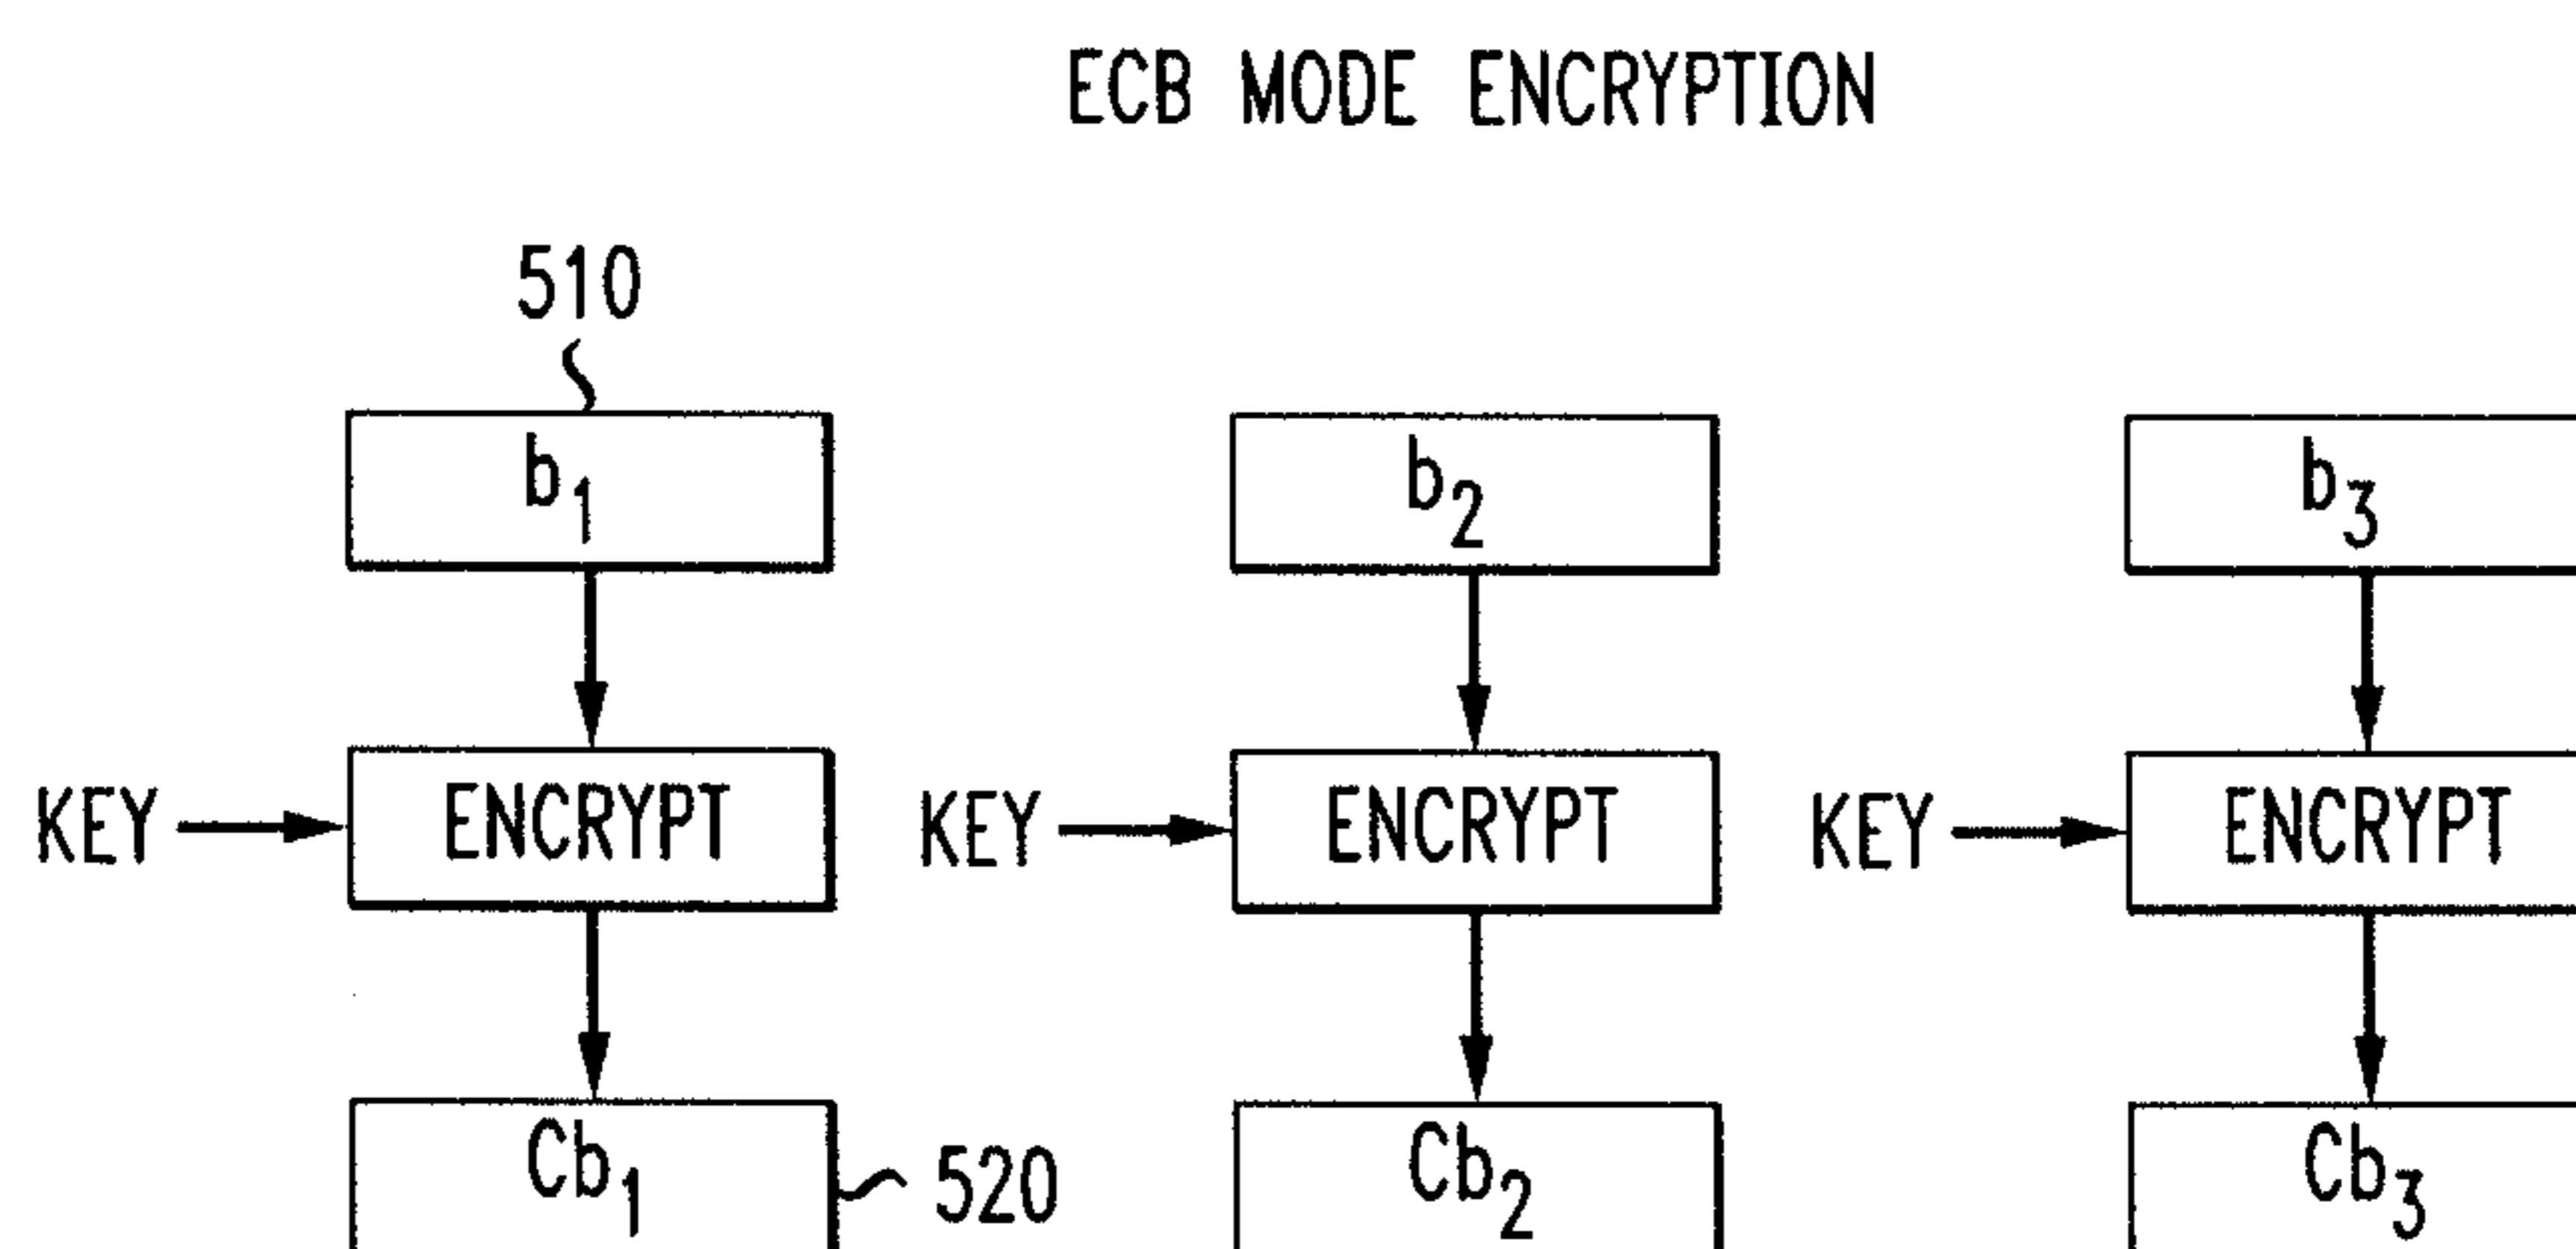 ECB MODE ENCRYPTION
510
b1 b2 b3
KEY ENCRYPT KEY ENCRYPT KEY ENCRYPT
Cb1 520 Cb2 Cb3